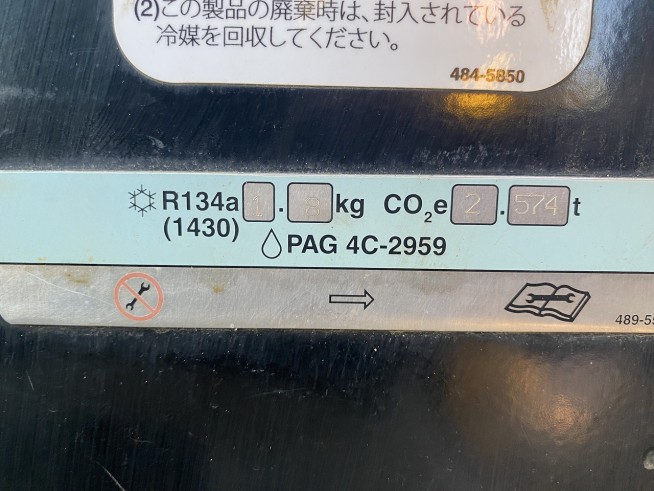 (2)この製品の廃棄時は、封入されている
冷媒を回収してください。
484-5850
R134a 1.8 kg CO₂e 2.574 t
(1430)
PAG 4C-2959